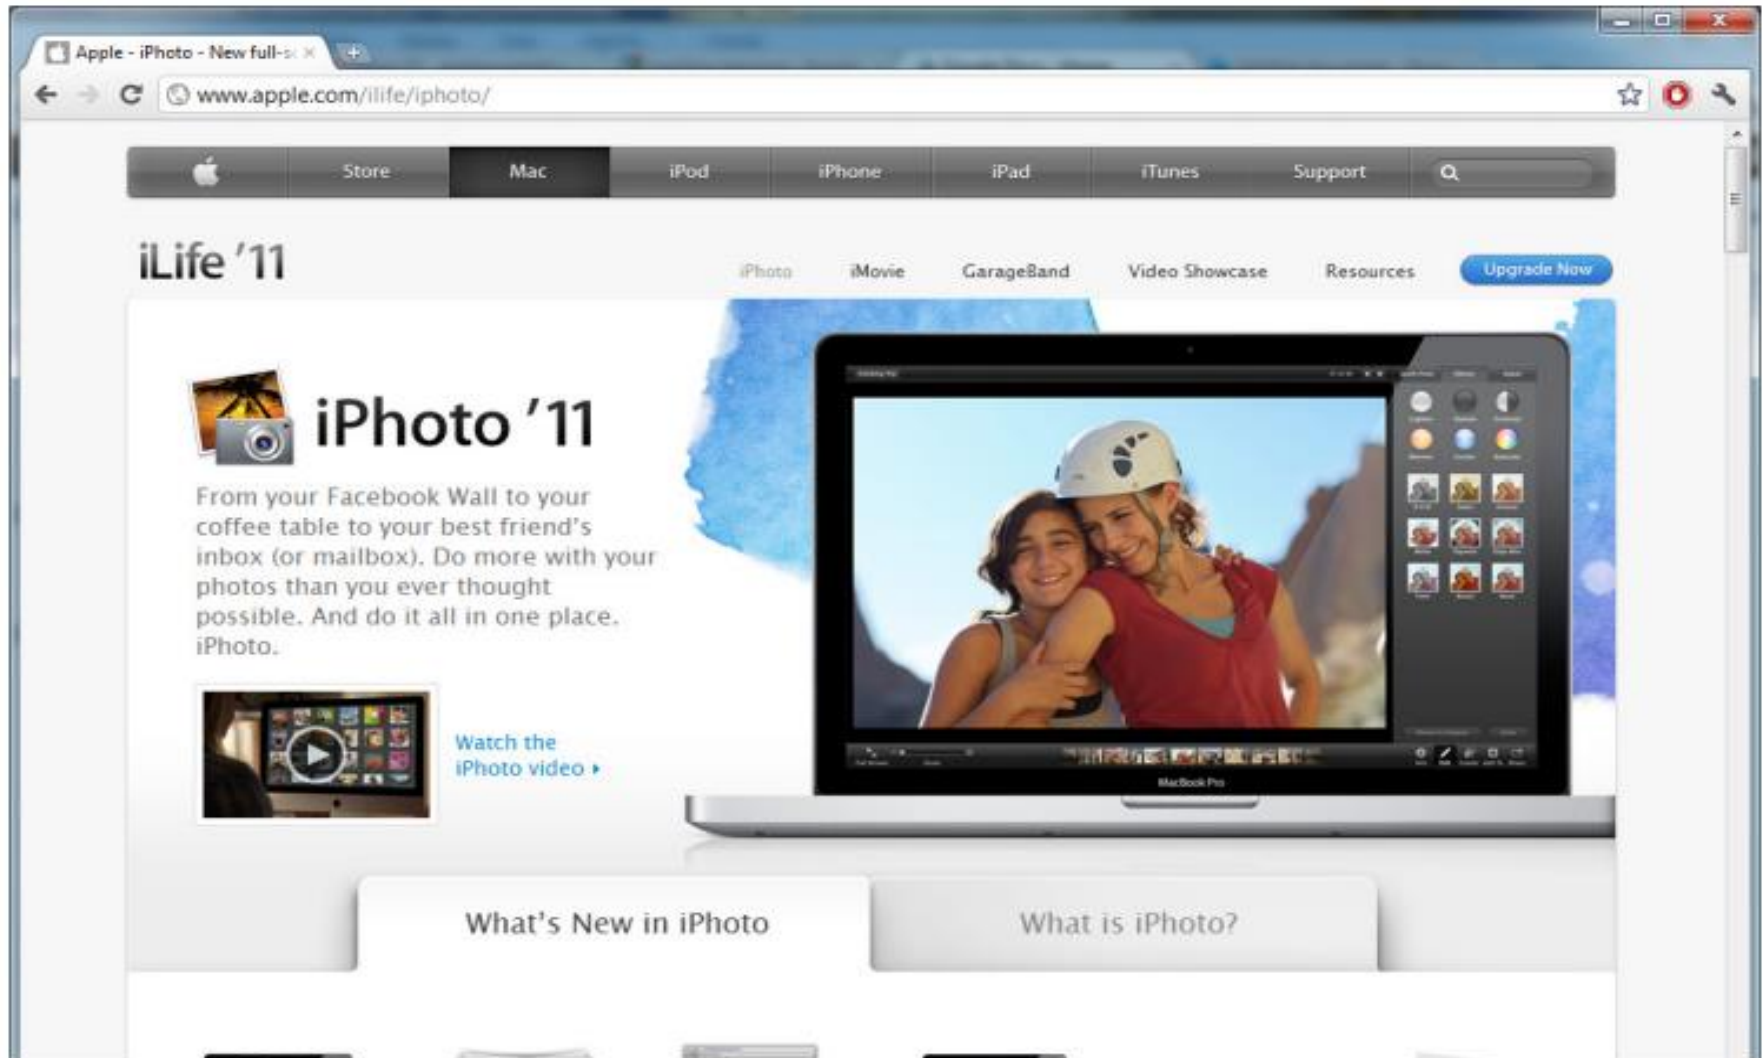 Apple - iPhoto - New full-sc
www.apple.com/ilife/iphoto/
Store Mac iPod iPhone iPad iTunes Support
iLife '11
iPhoto iMovie GarageBand Video Showcase Resources Upgrade Now
iPhoto '11
From your Facebook Wall to your
coffee table to your best friend's
inbox (or mailbox). Do more with your
photos than you ever thought
possible. And do it all in one place.
iPhoto.
Watch the
iPhoto video
MacBook Pro
What's New in iPhoto
What is iPhoto?